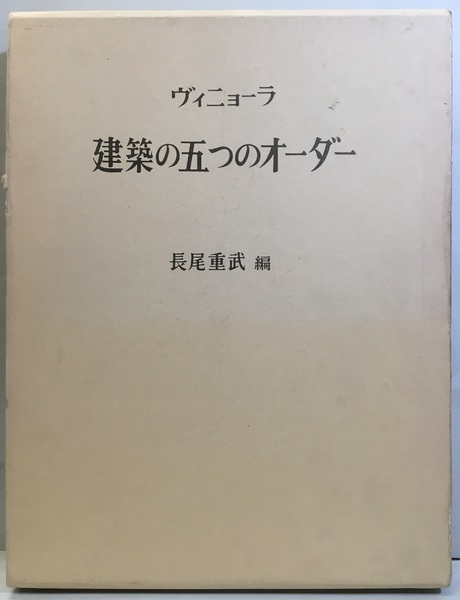 ヴィニョーラ
建築の五つのオーダー
長尾重武 編